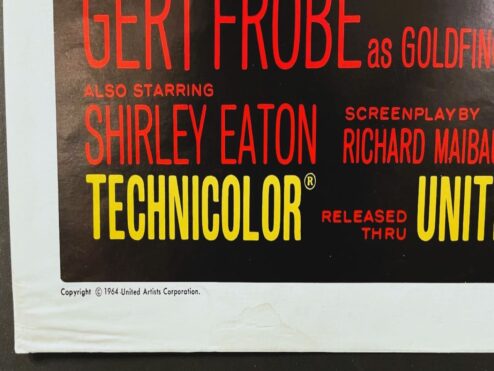 GERT FROBE as GOLDFIN
ALSO STARRING
SHIRLEY EATON
SCREENPLAY BY
RICHARD MAIBAU
TECHNICOLOR®
RELEASED
THRU
UNIT
Copyright © 1964 United Artists Corporation.